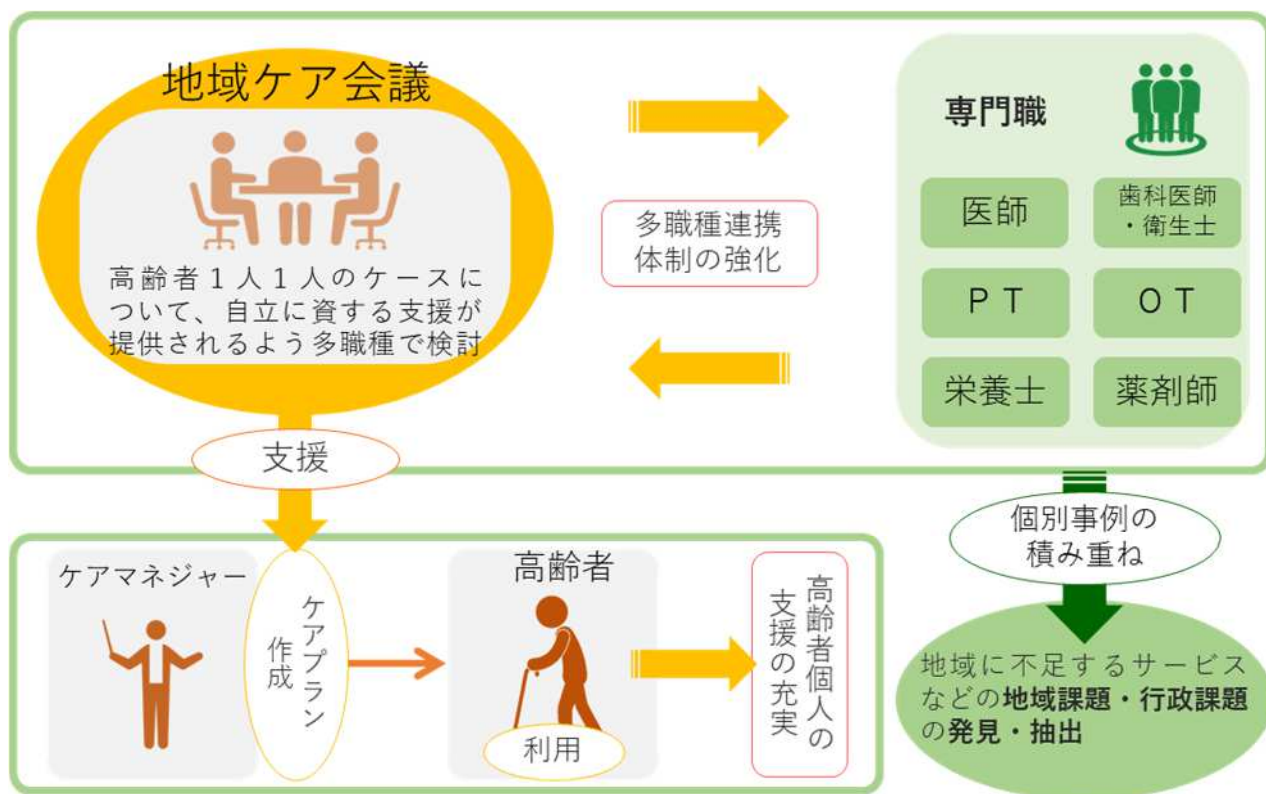 地域ケア会議
高齢者１人１人のケースに
ついて、自立に資する支援が
提供されるよう多職種で検討
多職種連携
体制の強化
専門職
医師
歯科医師
・衛生士
ＰＴ
ＯＴ
栄養士
薬剤師
支援
ケアマネジャー
ケアプラン
作成
高齢者
利用
高齢者個人の
支援の充実
個別事例の
積み重ね
地域に不足するサービス
などの地域課題・行政課題
の発見・抽出